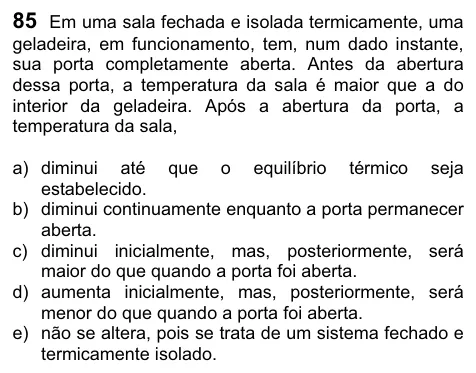 85 Em uma sala fechada e isolada termicamente, uma
geladeira, em funcionamento, tem, num dado instante,
sua porta completamente aberta. Antes da abertura
dessa porta, a temperatura da sala é maior que a do
interior da geladeira. Após a abertura da porta, a
temperatura da sala,
a) diminui até que o equilíbrio térmico seja
estabelecido.
b) diminui continuamente enquanto a porta permanecer
aberta.
c) diminui inicialmente, mas, posteriormente, será
maior do que quando a porta foi aberta.
d) aumenta inicialmente, mas, posteriormente, será
menor do que quando a porta foi aberta.
e) não se altera, pois se trata de um sistema fechado e
termicamente isolado.